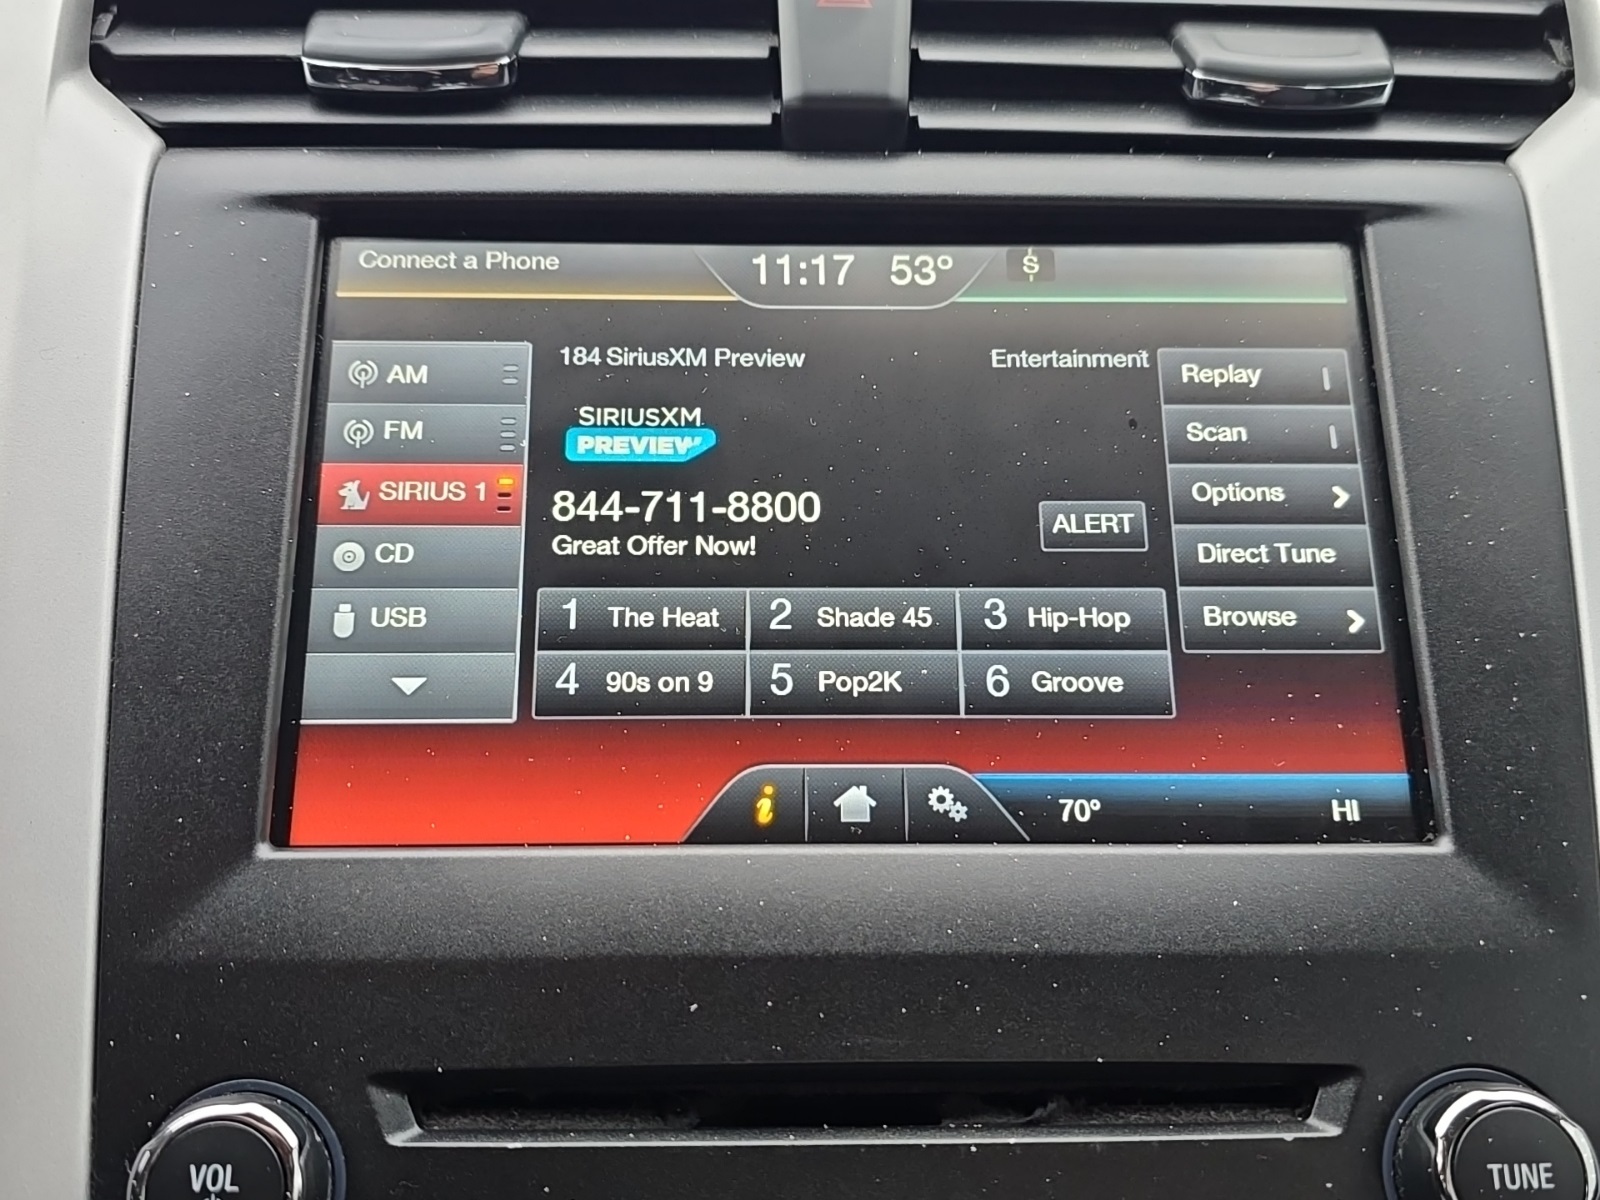 Connect a Phone
11:17 53°
$
184 SiriusXM Preview
Entertainment
AM
FM
SIRIUS 1
CD
USB
SIRIUSXM
PREVIEW
844-711-8800
Great Offer Now!
ALERT
1 The Heat
2 Shade 45
3 Hip-Hop
4 90s on 9
5 Pop2K
6 Groove
Replay
Scan
Options
Direct Tune
Browse
i
70°
HI
VOL
TUNE